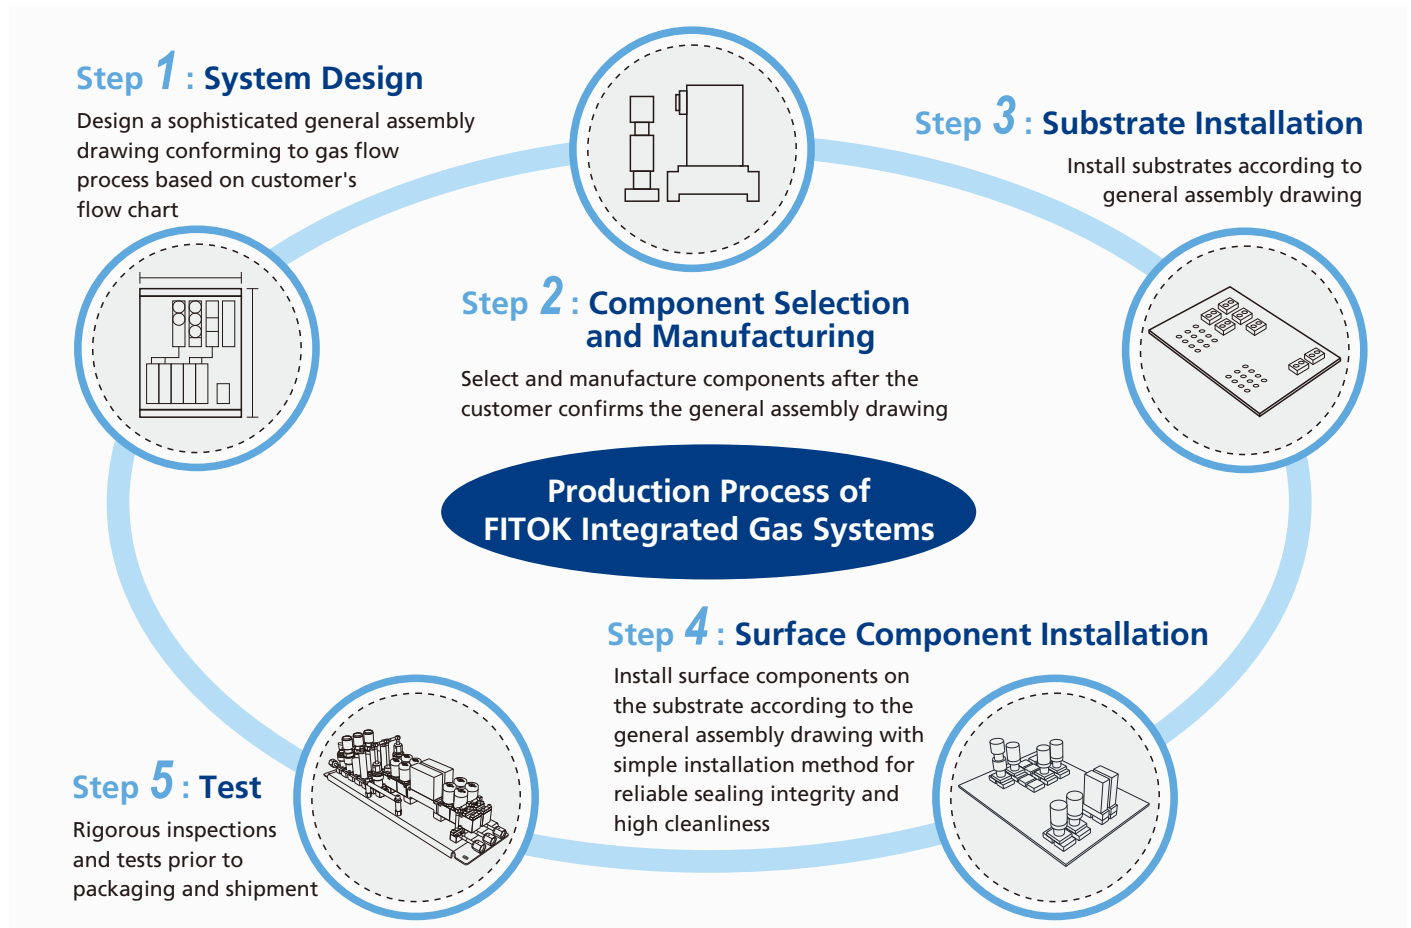 Step 1 : System Design
Design a sophisticated general assembly
drawing conforming to gas flow
process based on customer's
flow chart
Step 2 : Component Selection
and Manufacturing
Select and manufacture components after the
customer confirms the general assembly drawing
Step 3 : Substrate Installation
Install substrates according to
general assembly drawing
Production Process of
FITOK Integrated Gas Systems
Step 4 : Surface Component Installation
Install surface components on
the substrate according to the
general assembly drawing with
simple installation method for
reliable sealing integrity and
high cleanliness
Step 5 : Test
Rigorous inspections
and tests prior to
packaging and shipment